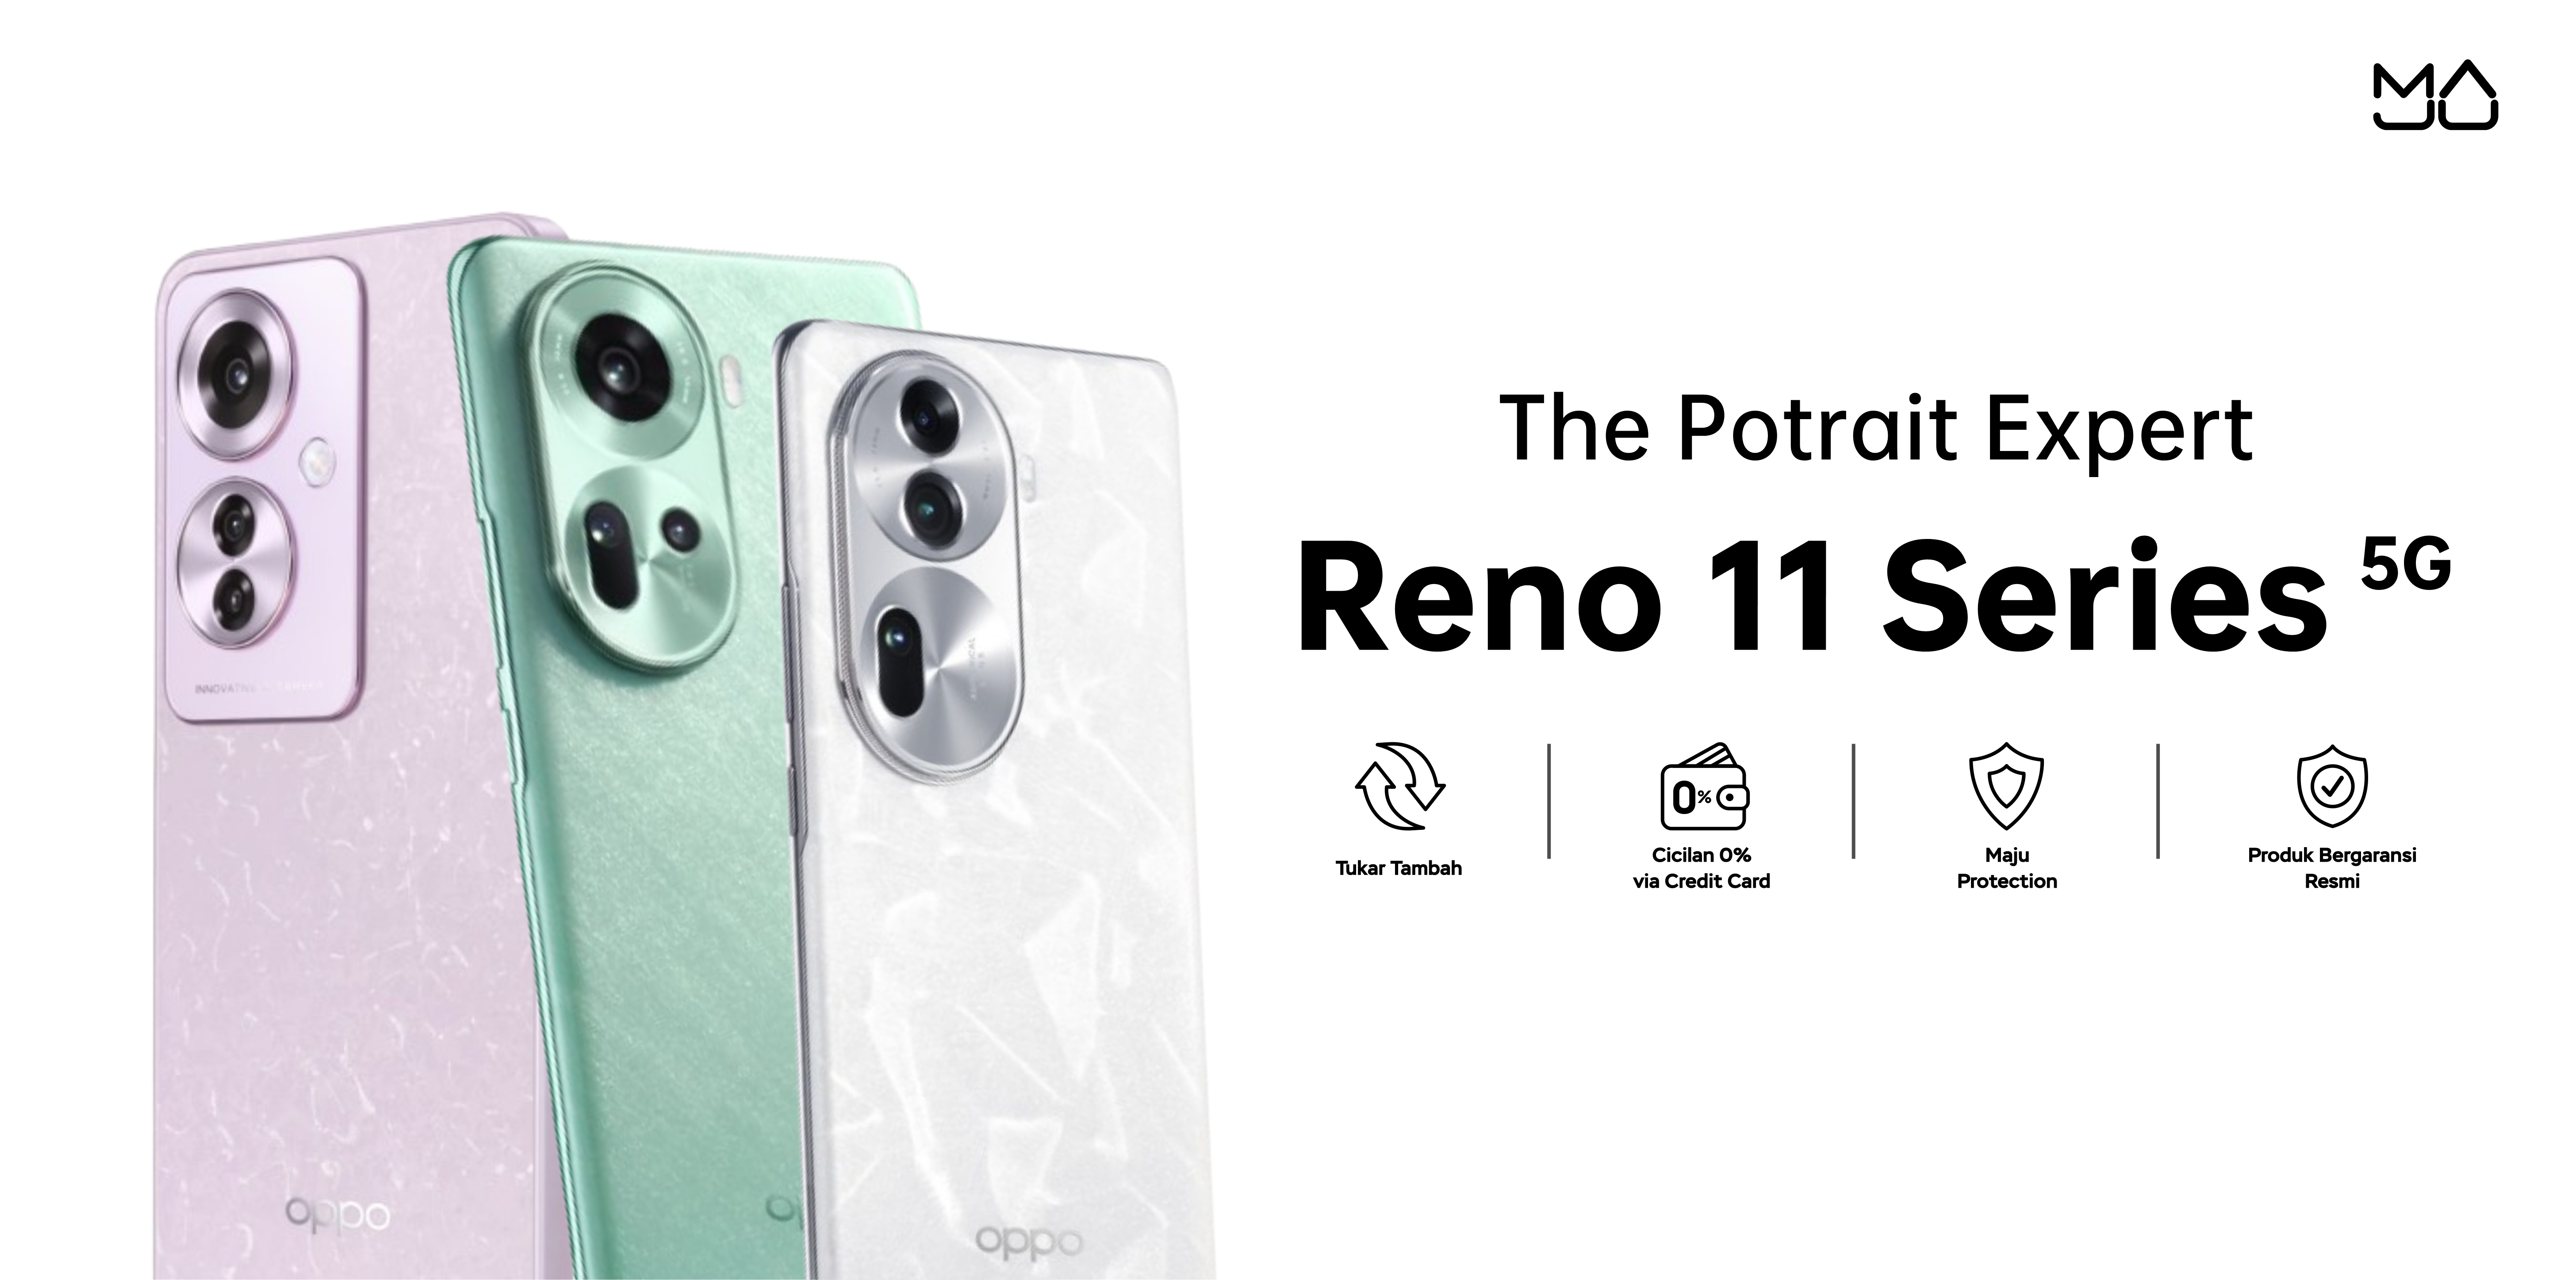 The Potrait Expert
Reno 11 Series 5G
Tukar Tambah
Cicilan 0%
via Credit Card
Maju
Protection
Produk Bergaransi
Resmi
0%
oppo
oppo